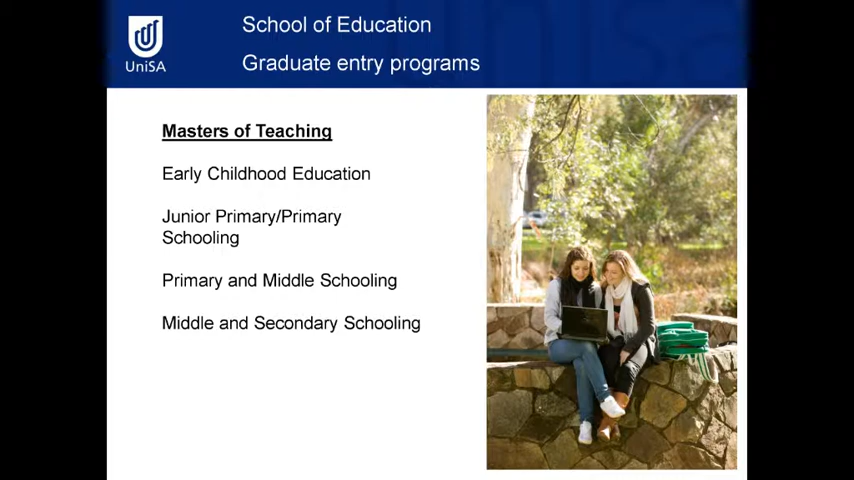 School of Education
UniSA
Graduate entry programs
Masters of Teaching
Early Childhood Education
Junior Primary/Primary
Schooling
Primary and Middle Schooling
Middle and Secondary Schooling